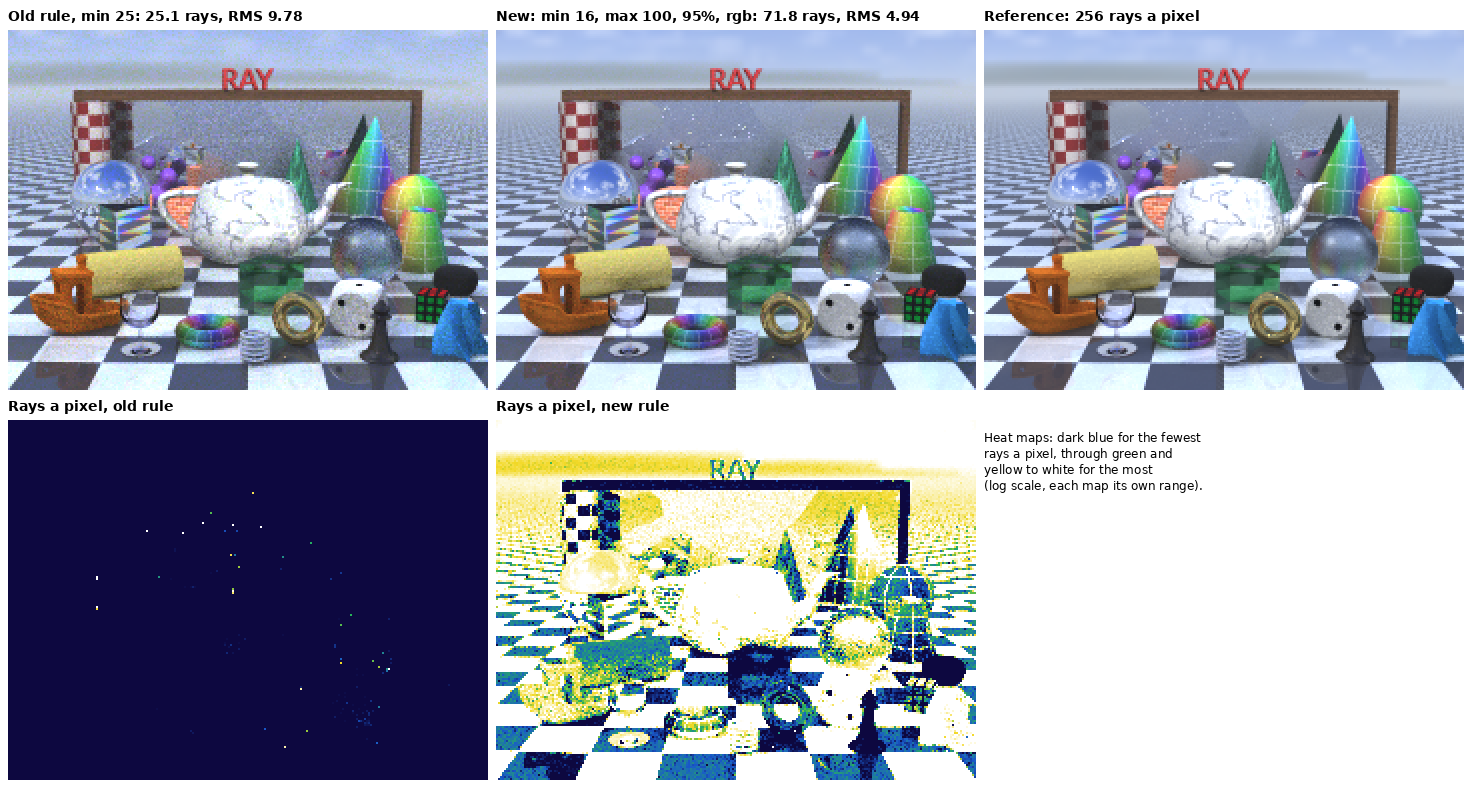 Old rule, min 25: 25.1 rays, RMS 9.78
New: min 16, max 100, 95%, rgb: 71.8 rays, RMS 4.94
Reference: 256 rays a pixel
RAY
RAY
RAY
Rays a pixel, old rule
Rays a pixel, new rule
RAY
Heat maps: dark blue for the fewest
rays a pixel, through green and
yellow to white for the most
(log scale, each map its own range).